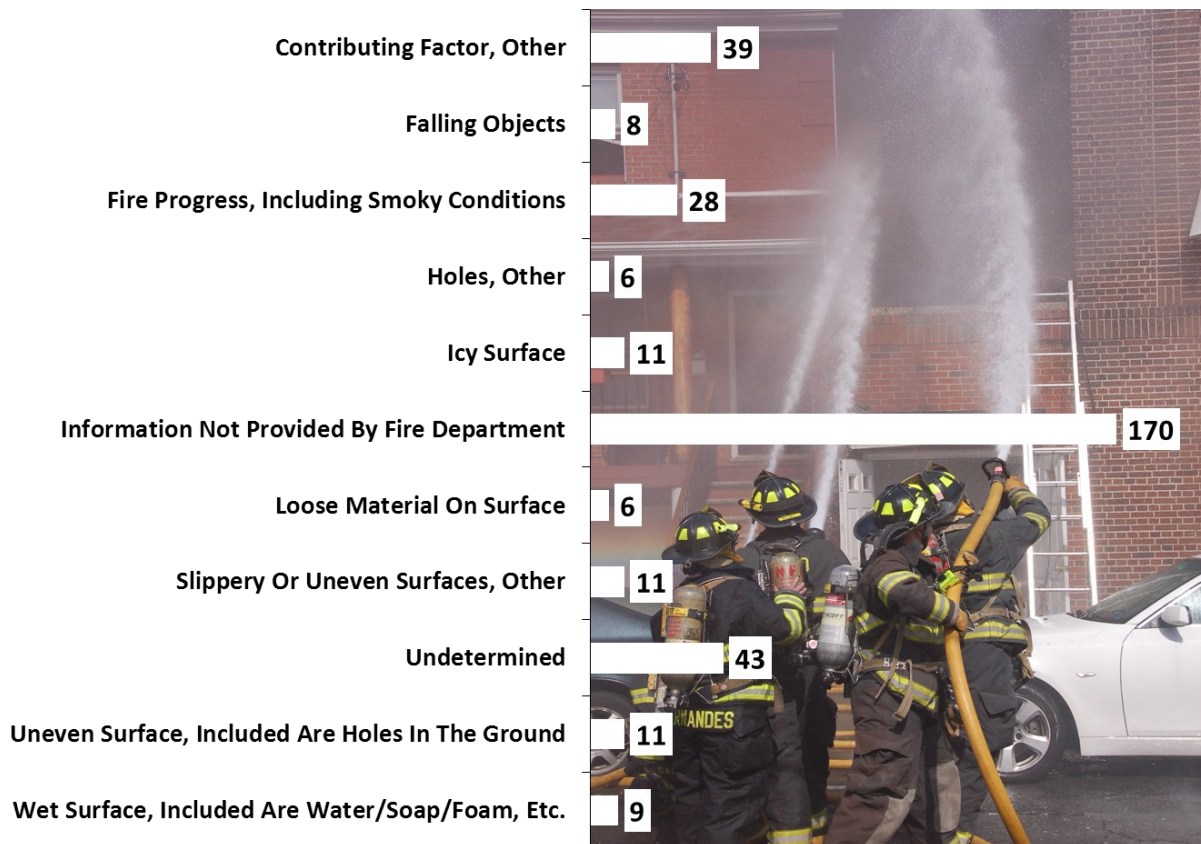 Contributing Factor, Other 39
Falling Objects 8
Fire Progress, Including Smoky Conditions 28
Holes, Other 6
Icy Surface 11
Information Not Provided By Fire Department 170
Loose Material On Surface 6
Slippery Or Uneven Surfaces, Other 11
Undetermined 43
Uneven Surface, Included Are Holes In The Ground 11
Wet Surface, Included Are Water/Soap/Foam, Etc. 9
NF
SCOTT